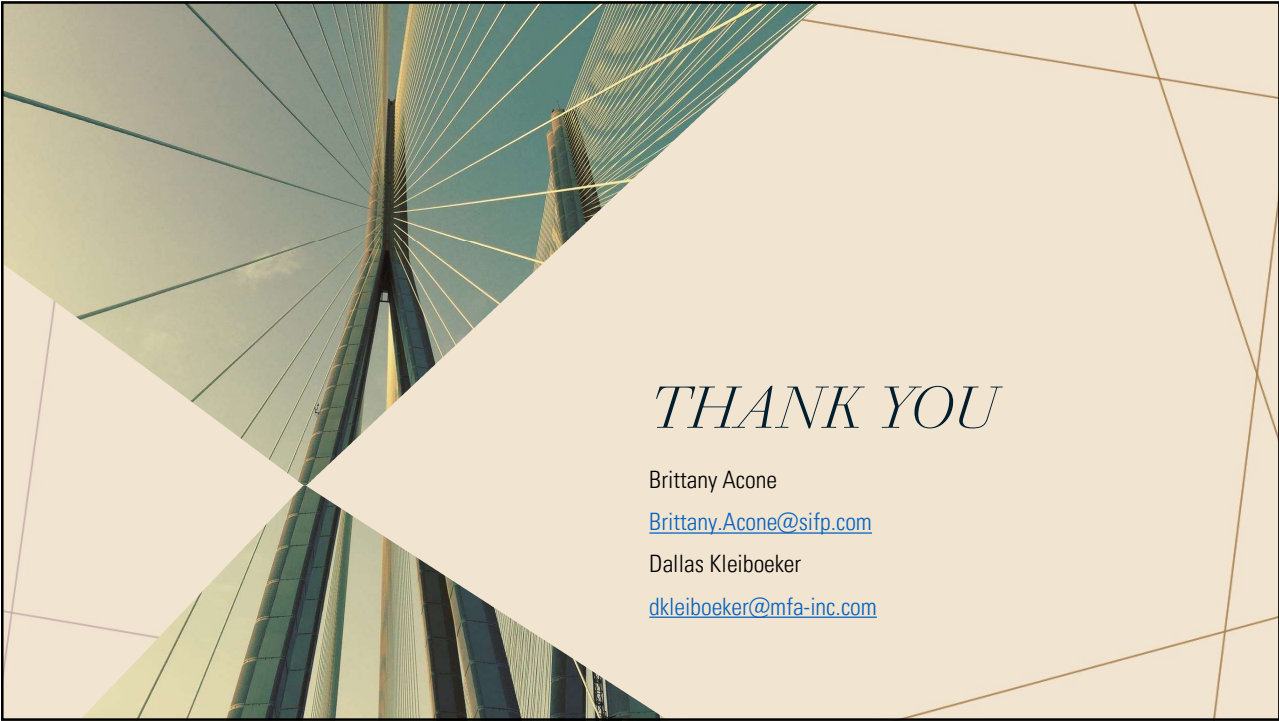 THANK YOU
Brittany Acone
Brittany.Acone@sifp.com
Dallas Kleiboeker
dkleiboeker@mfa-inc.com